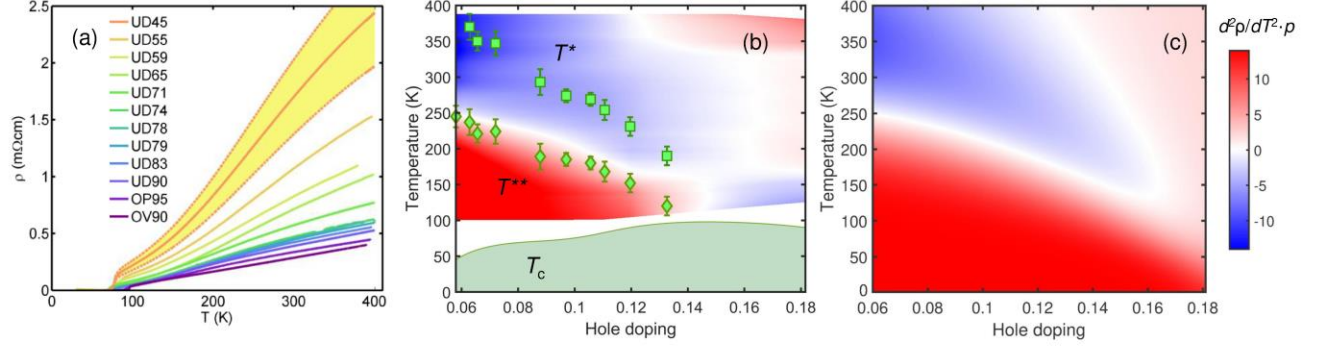 (a)
UD45
UD55
UD59
UD65
UD71
UD74
UD78
UD79
UD83
UD90
OP95
OV90
2.5
2
1.5
1
0.5
0
ρ (mΩcm)
100
200
300
400
T (K)
(b)
T*
T**
Tc
400
350
300
250
200
150
100
50
0
Temperature (K)
0.06
0.08
0.1
0.12
0.14
0.16
0.18
Hole doping
(c)
400
350
300
250
200
150
100
50
0
Temperature (K)
0.06
0.08
0.1
0.12
0.14
0.16
0.18
Hole doping
d²ρ/dT²·p
10
5
0
-5
-10